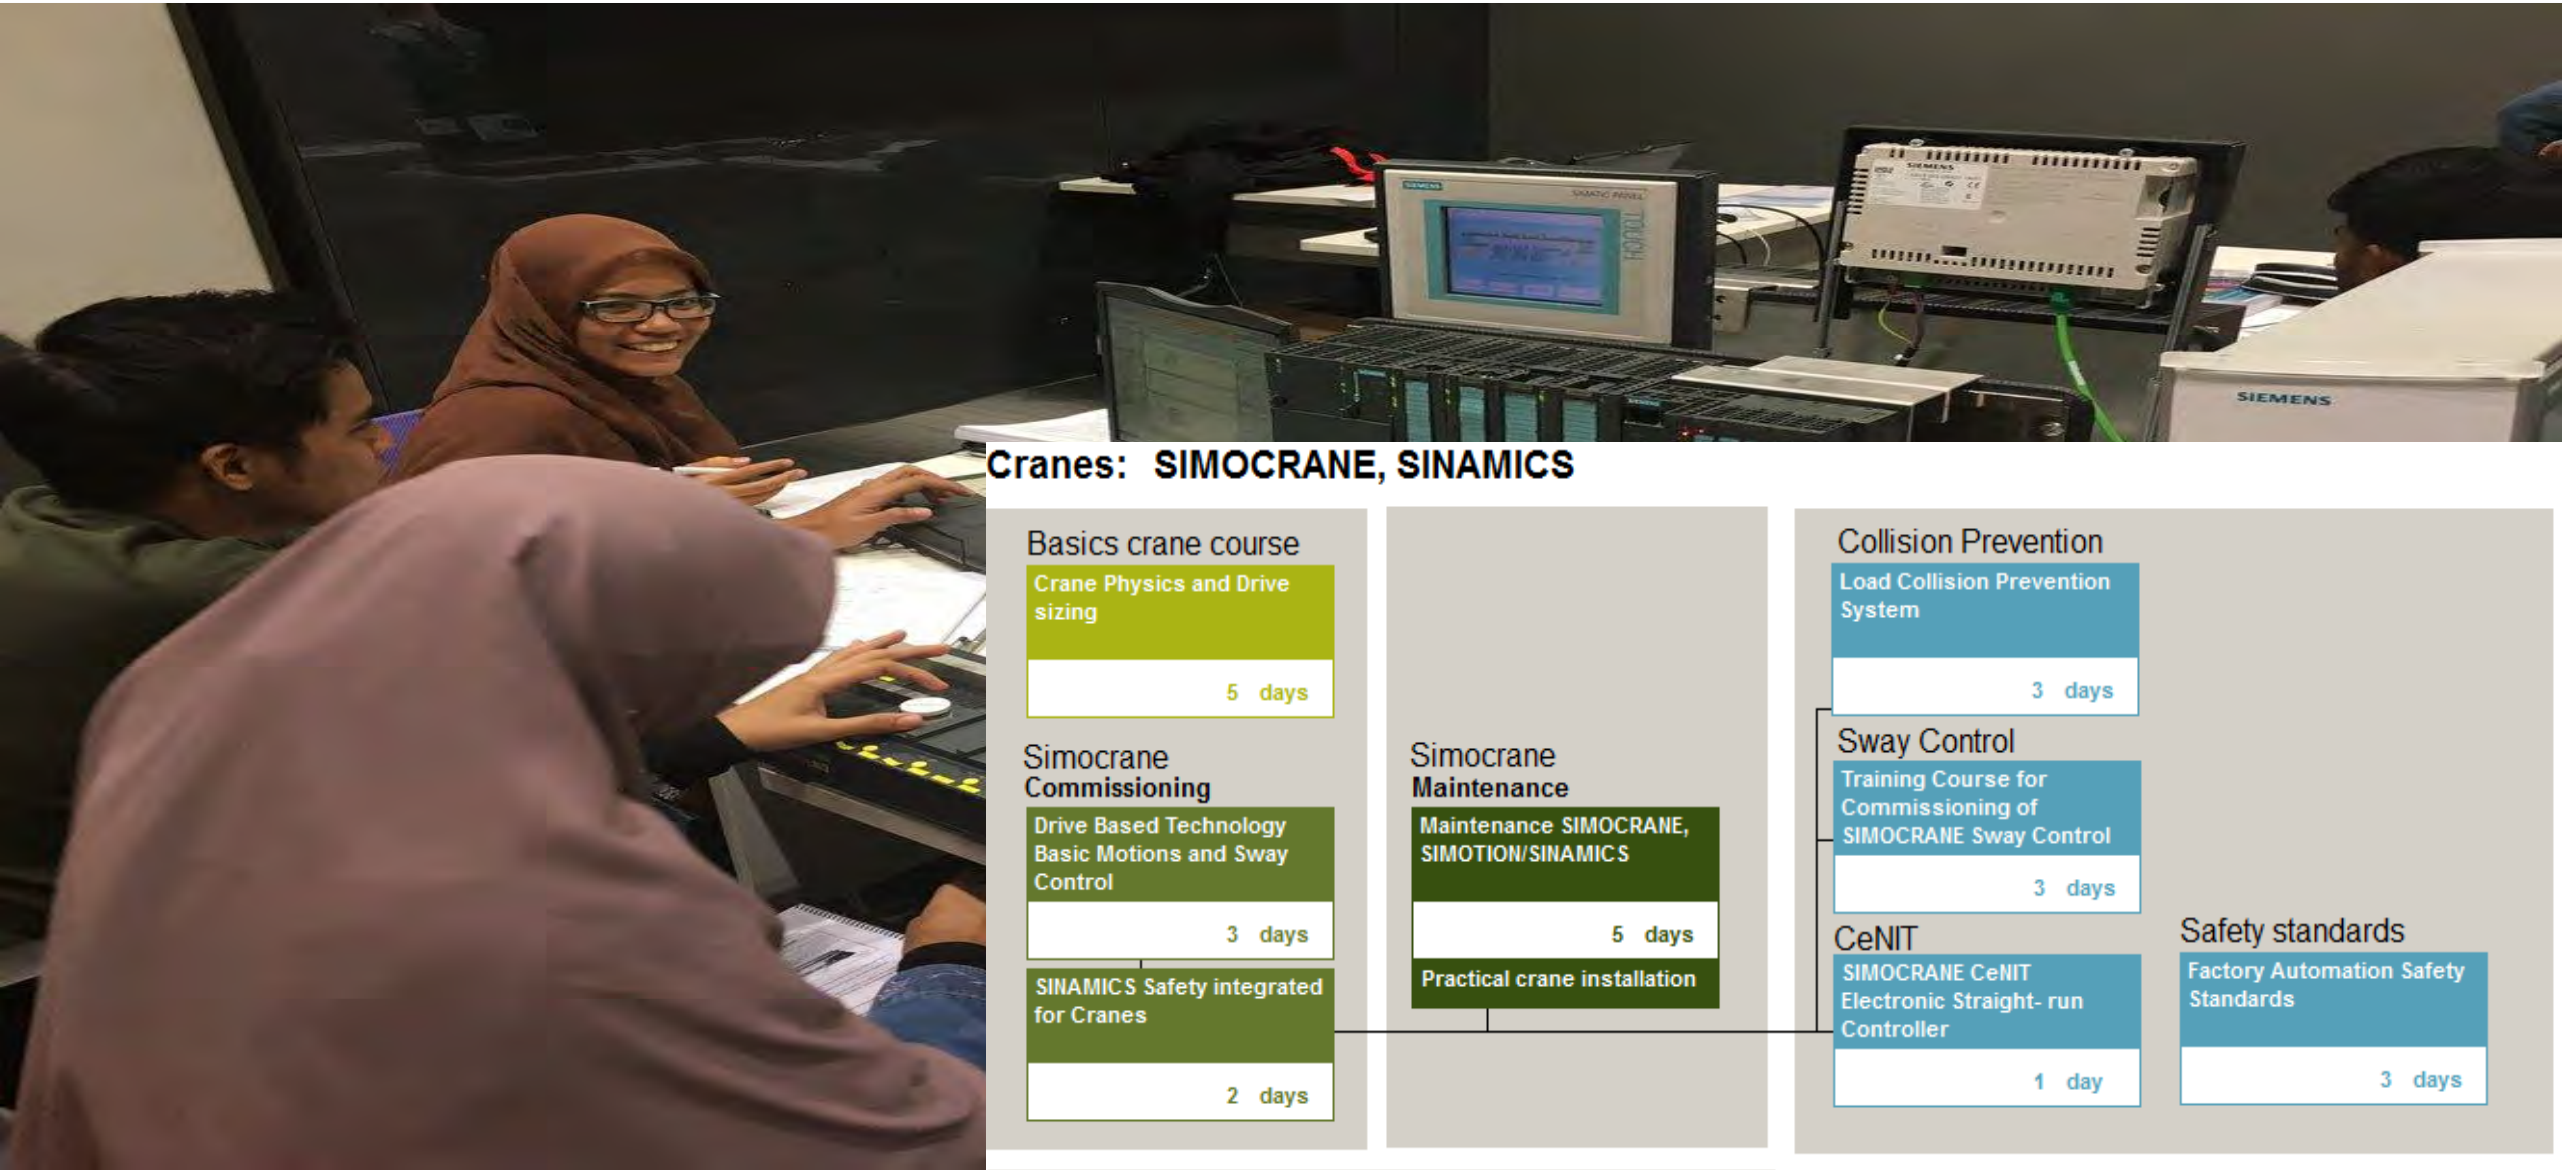 SIEMENS
SIMATIC PANEL
TOUCH
SIEMENS
SIEMENS
Cranes: SIMOCRANE, SINAMICS
Basics crane course
Crane Physics and Drive
sizing
5 days
Simocrane
Commissioning
Drive Based Technology
Basic Motions and Sway
Control
3 days
SINAMICS Safety integrated
for Cranes
2 days
Simocrane
Maintenance
Maintenance SIMOCRANE,
SIMOTION/SINAMICS
5 days
Practical crane installation
Collision Prevention
Load Collision Prevention
System
3 days
Sway Control
Training Course for
Commissioning of
SIMOCRANE Sway Control
3 days
CeNIT
SIMOCRANE CeNIT
Electronic Straight- run
Controller
1 day
Safety standards
Factory Automation Safety
Standards
3 days